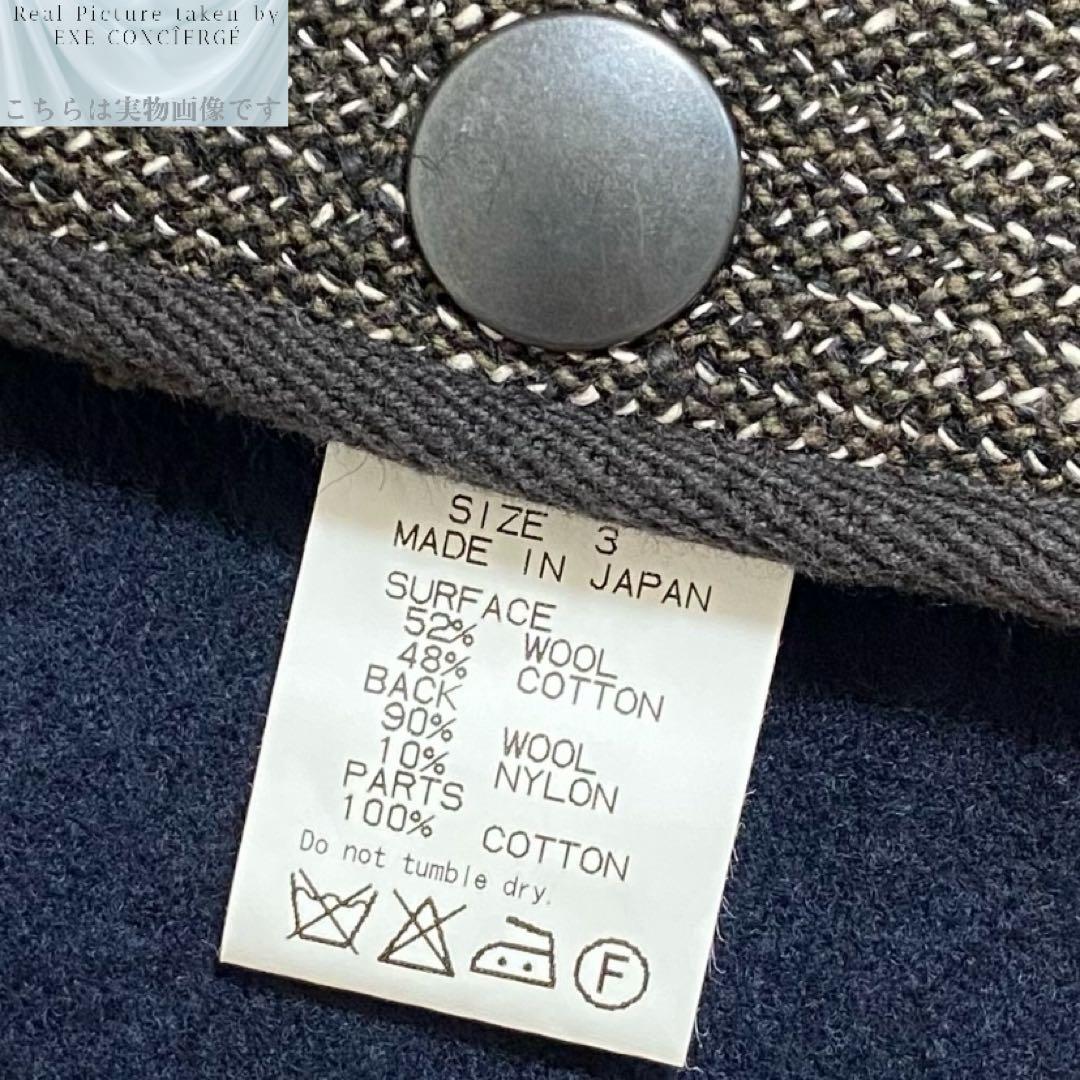 Real Picture taken by
EXE CONCÎERGÉ
こちらは実物画像です
SIZE 3
MADE IN JAPAN
SURFACE
52% WOOL
48% COTTON
BACK
90% WOOL
10% NYLON
PARTS
100% COTTON
Do not tumble dry.
F